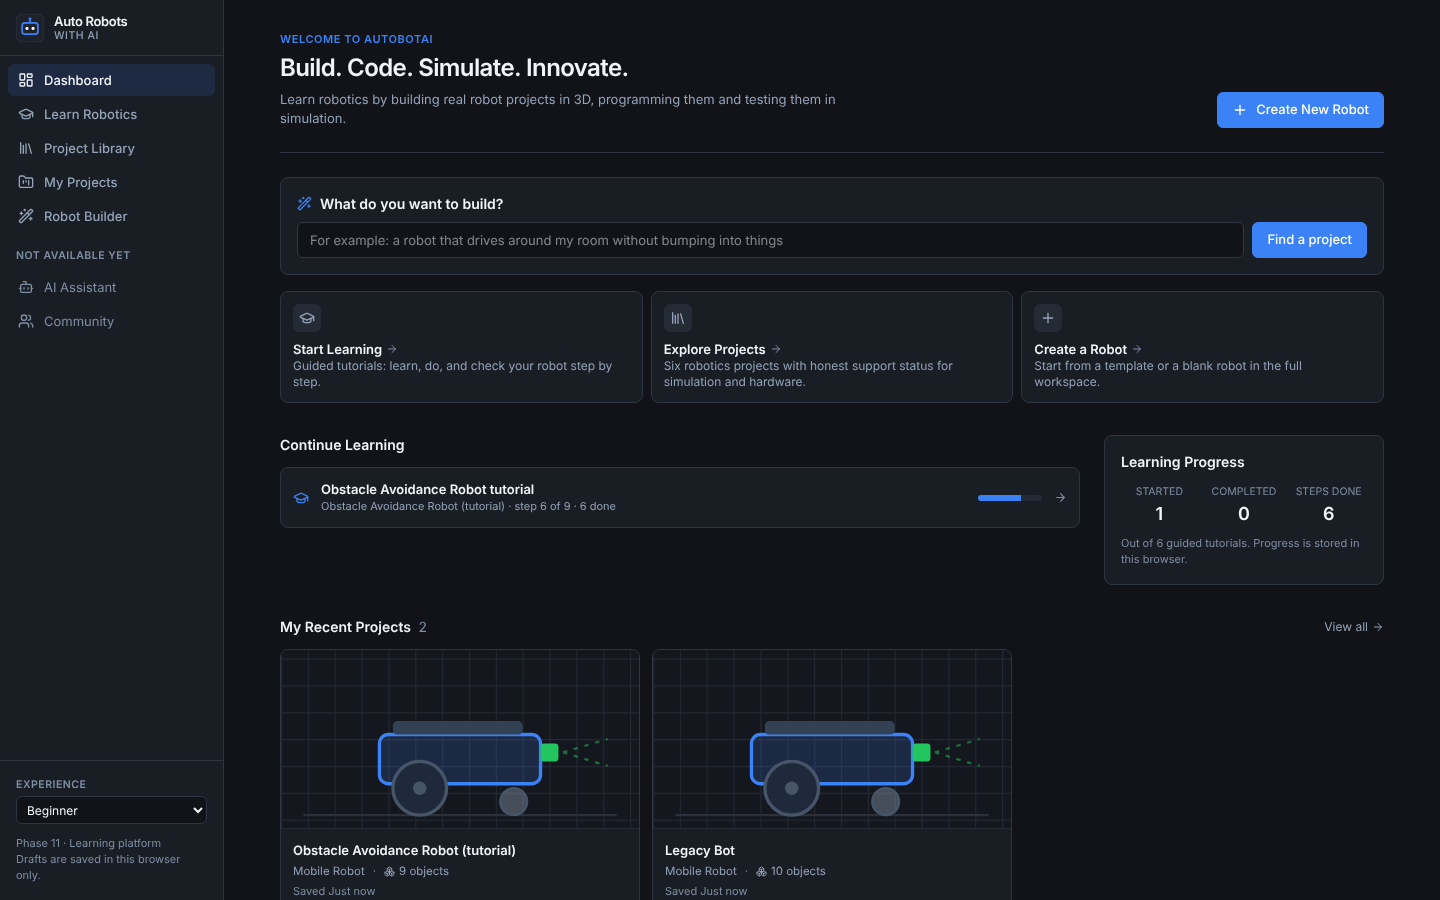 Auto Robots
WITH AI
Dashboard
Learn Robotics
Project Library
My Projects
Robot Builder
NOT AVAILABLE YET
AI Assistant
Community
EXPERIENCE
Beginner
Phase 11 · Learning platform
Drafts are saved in this browser
only.
WELCOME TO AUTOBOTAI
Build. Code. Simulate. Innovate.
Learn robotics by building real robot projects in 3D, programming them and testing them in
simulation.
Create New Robot
What do you want to build?
For example: a robot that drives around my room without bumping into things
Find a project
Start Learning
Guided tutorials: learn, do, and check your robot step by
step.
Explore Projects
Six robotics projects with honest support status for
simulation and hardware.
Create a Robot
Start from a template or a blank robot in the full
workspace.
Continue Learning
Obstacle Avoidance Robot tutorial
Obstacle Avoidance Robot (tutorial) · step 6 of 9 · 6 done
Learning Progress
STARTED COMPLETED STEPS DONE
1 0 6
Out of 6 guided tutorials. Progress is stored in
this browser.
My Recent Projects 2
View all
Obstacle Avoidance Robot (tutorial)
Mobile Robot · 9 objects
Saved Just now
Legacy Bot
Mobile Robot · 10 objects
Saved Just now